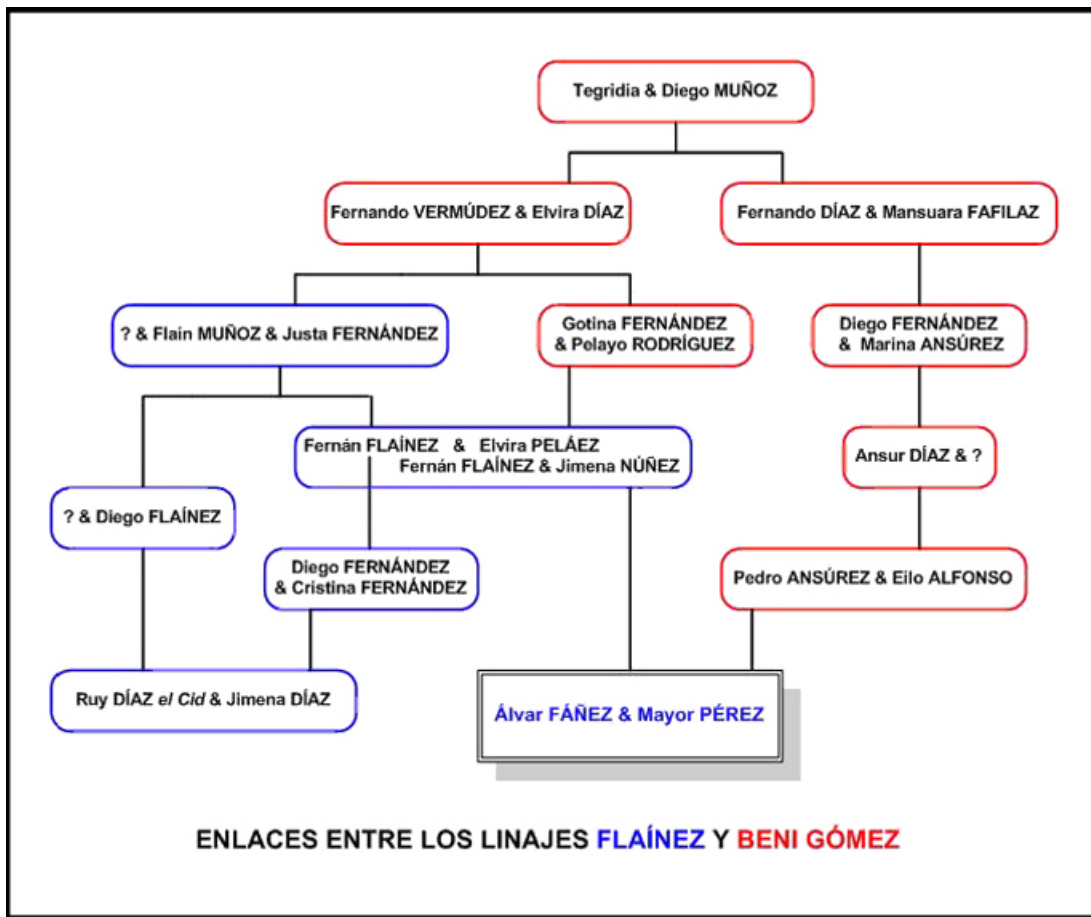 Tegridia & Diego MUÑOZ
Fernando VERMÚDEZ & Elvira DÍAZ
Fernando DÍAZ & Mansuara FAFILAZ
? & Flain MUÑOZ & Justa FERNÁNDEZ
Gotina FERNÁNDEZ
& Pelayo RODRÍGUEZ
Diego FERNÁNDEZ
& Marina ANSÚREZ
Fernán FLAÍNEZ & Elvira PELÁEZ
Fernán FLAÍNEZ & Jimena NÚÑEZ
Ansur DÍAZ & ?
? & Diego FLAÍNEZ
Diego FERNÁNDEZ
& Cristina FERNÁNDEZ
Pedro ANSÚREZ & Eilo ALFONSO
Ruy DÍAZ el Cid & Jimena DÍAZ
Álvar FÁÑEZ & Mayor PÉREZ
ENLACES ENTRE LOS LINAJES FLAÍNEZ Y BENI GÓMEZ